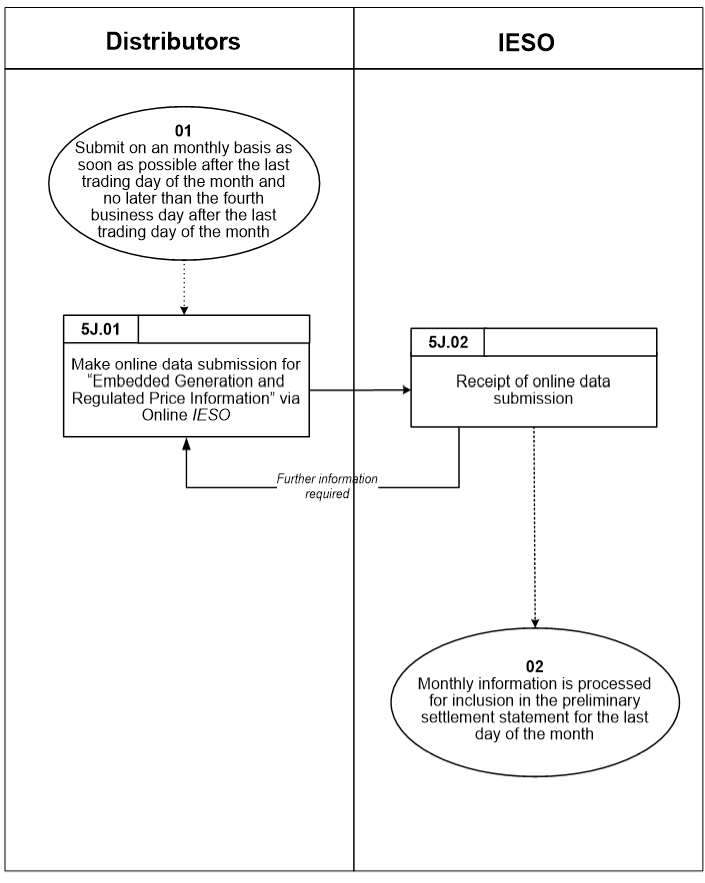 Distributors
IESO
01
Submit on an monthly basis as
soon as possible after the last
trading day of the month and
no later than the fourth
business day after the last
trading day of the month
5J.01
Make online data submission for
“Embedded Generation and
Regulated Price Information” via
Online IESO
5J.02
Receipt of online data
submission
Further information
required
02
Monthly information is processed
for inclusion in the preliminary
settlement statement for the last
day of the month